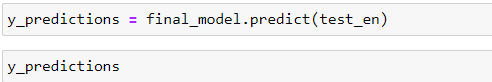 y_predictions = final_model.predict(test_en)
y_predictions